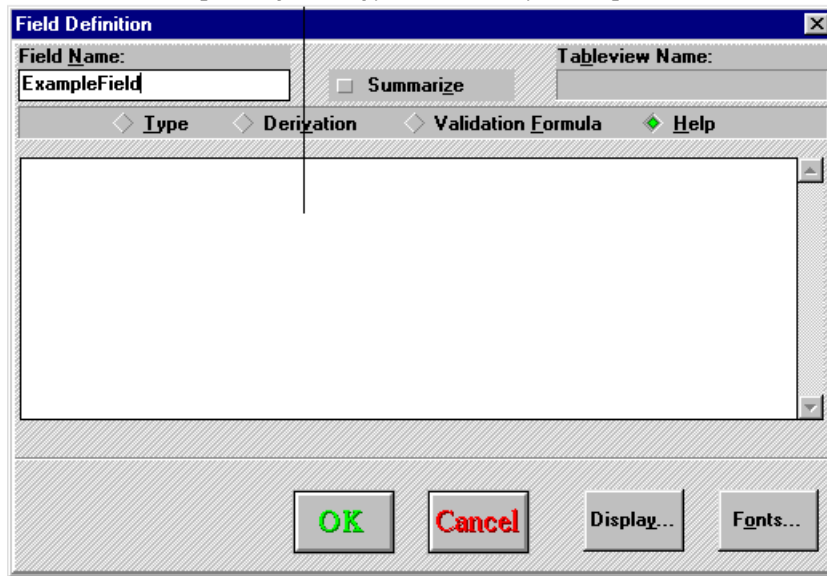 Field Definition
Field Name:
Tableview Name:
ExampleField
Summarize
Type Derivation Validation Formula Help
OK Cancel Display... Fonts...